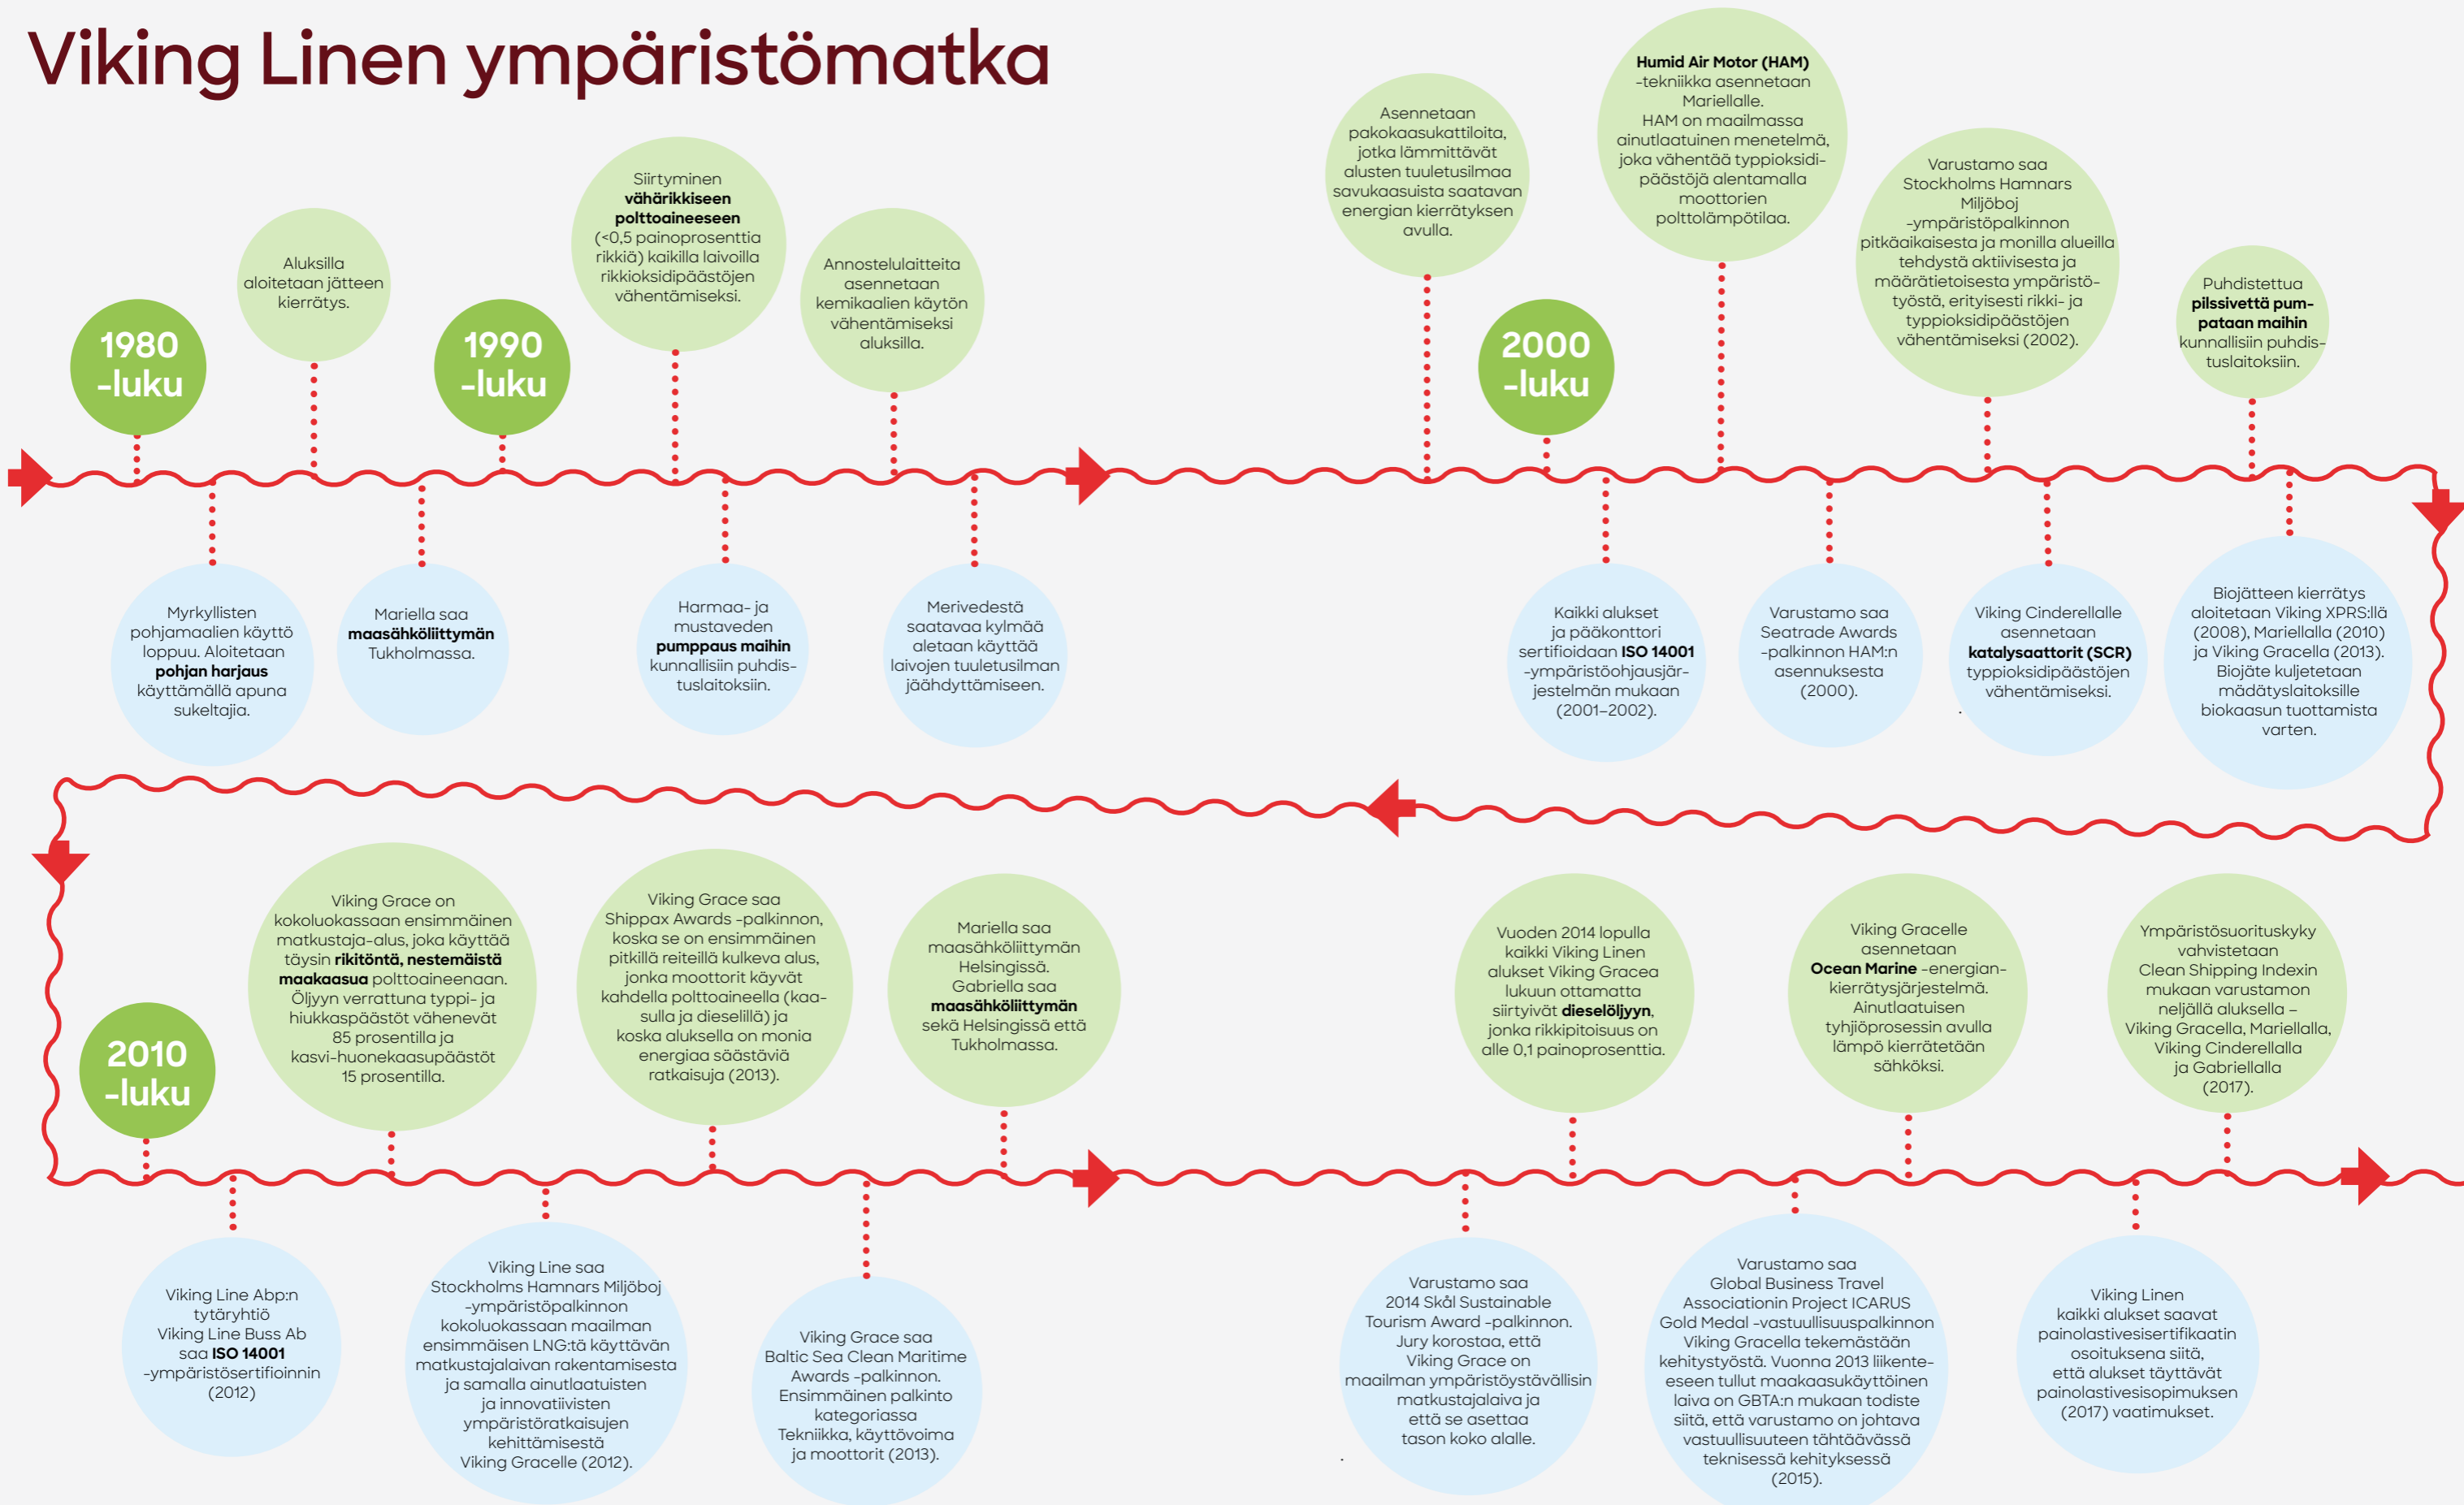 Viking Linen ympäristömatka
1980
-luku
Myrkyllisten
pohjamaalien käyttö
loppuu. Aloitetaan
pohjan harjaus
käyttämällä apuna
sukeltajia.
Aluksilla
aloitetaan jätteen
kierrätys.
Mariella saa
maasähköliittymän
Tukholmassa.
1990
-luku
Siirtyminen
vähärikkiseen
polttoaineeseen
(<0,5 painoprosenttia
rikkiä) kaikilla laivoilla
rikkioksidipäästöjen
vähentämiseksi.
Harmaa- ja
mustaveden
pumppaus maihin
kunnallisiin puhdis-
tuslaitoksiin.
Annostelulaitteita
asennetaan
kemikaalien käytön
vähentämiseksi
aluksilla.
Merivedestä
saatavaa kylmää
aletaan käyttää
laivojen tuuletusilman
jäähdyttämiseen.
Asennetaan
pakokaasukattiloita,
jotka lämmittävät
alusten tuuletusilmaa
savukaasuista saatavan
energian kierrätyksen
avulla.
2000
-luku
Kaikki alukset
ja pääkonttori
sertifioidaan ISO 14001
-ympäristöohjausjär-
jestelmän mukaan
(2001–2002).
Humid Air Motor (HAM)
-tekniikka asennetaan
Mariellalle.
HAM on maailmassa
ainutlaatuinen menetelmä,
joka vähentää typpioksidi-
päästöjä alentamalla
moottorien
polttolämpötilaa.
Varustamo saa
Seatrade Awards
-palkinnon HAM:n
asennuksesta
(2000).
Varustamo saa
Stockholms Hamnars
Miljöboj
-ympäristöpalkinnon
pitkäaikaisesta ja monilla alueilla
tehdystä aktiivisesta ja
määrätietoisesta ympäristö-
työstä, erityisesti rikki- ja
typpioksidipäästöjen
vähentämiseksi (2002).
Viking Cinderellalle
asennetaan
katalysaattorit (SCR)
typpioksidipäästöjen
vähentämiseksi.
Puhdistettua
pilssivettä pum-
pataan maihin
kunnallisiin puhdis-
tuslaitoksiin.
Biojätteen kierrätys
aloitetaan Viking XPRS:llä
(2008), Mariellalla (2010)
ja Viking Gracella (2013).
Biojäte kuljetetaan
mädätyslaitoksille
biokaasun tuottamista
varten.
2010
-luku
Viking Line Abp:n
tytäryhtiö
Viking Line Buss Ab
saa ISO 14001
-ympäristösertifioinnin
(2012)
Viking Grace on
kokoluokassaan ensimmäinen
matkustaja-alus, joka käyttää
täysin rikitöntä, nestemäistä
maakaasua polttoaineenaan.
Öljyyn verrattuna typpi- ja
hiukkaspäästöt vähenevät
85 prosentilla ja
kasvi-huonekaasupäästöt
15 prosentilla.
Viking Line saa
Stockholms Hamnars Miljöboj
-ympäristöpalkinnon
kokoluokassaan maailman
ensimmäisen LNG:tä käyttävän
matkustajalaivan rakentamisesta
ja samalla ainutlaatuisten
ja innovatiivisten
ympäristöratkaisujen
kehittämisestä
Viking Gracelle (2012).
Viking Grace saa
Shippax Awards -palkinnon,
koska se on ensimmäinen
pitkillä reiteillä kulkeva alus,
jonka moottorit käyvät
kahdella polttoaineella (kaa-
sulla ja dieselillä) ja
koska aluksella on monia
energiaa säästäviä
ratkaisuja (2013).
Viking Grace saa
Baltic Sea Clean Maritime
Awards -palkinnon.
Ensimmäinen palkinto
kategoriassa
Tekniikka, käyttövoima
ja moottorit (2013).
Mariella saa
maasähköliittymän
Helsingissä.
Gabriella saa
maasähköliittymän
sekä Helsingissä että
Tukholmassa.
Varustamo saa
2014 Skål Sustainable
Tourism Award -palkinnon.
Jury korostaa, että
Viking Grace on
maailman ympäristöystävällisin
matkustajalaiva ja
että se asettaa
tason koko alalle.
Vuoden 2014 lopulla
kaikki Viking Linen
alukset Viking Gracea
lukuun ottamatta
siirtyivät dieselöljyyn,
jonka rikkipitoisuus on
alle 0,1 painoprosenttia.
Varustamo saa
Global Business Travel
Associationin Project ICARUS
Gold Medal -vastuullisuuspalkinnon
Viking Gracella tekemästään
kehitystyöstä. Vuonna 2013 liikente-
eseen tullut maakaasukäyttöinen
laiva on GBTA:n mukaan todiste
siitä, että varustamo on johtava
vastuullisuuteen tähtäävässä
teknisessä kehityksessä
(2015).
Viking Gracelle
asennetaan
Ocean Marine -energian-
kierrätysjärjestelmä.
Ainutlaatuisen
tyhjiöprosessin avulla
lämpö kierrätetään
sähköksi.
Viking Linen
kaikki alukset saavat
painolastivesisertifikaatin
osoituksena siitä,
että alukset täyttävät
painolastivesisopimuksen
(2017) vaatimukset.
Ympäristösuorituskyky
vahvistetaan
Clean Shipping Indexin
mukaan varustamon
neljällä aluksella –
Viking Gracella, Mariellalla,
Viking Cinderellalla
ja Gabriellalla
(2017).